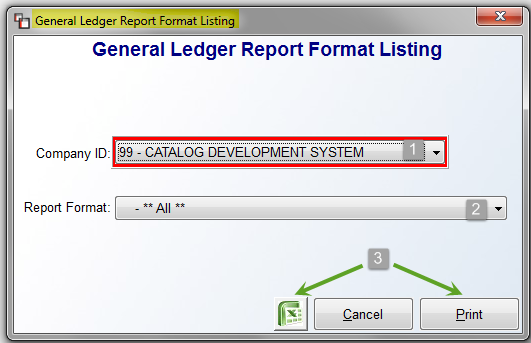 General Ledger Report Format Listing
General Ledger Report Format Listing
Company ID: 99 - CATALOG DEVELOPMENT SYSTEM 1
Report Format: - ** All ** 2
3
Cancel Print